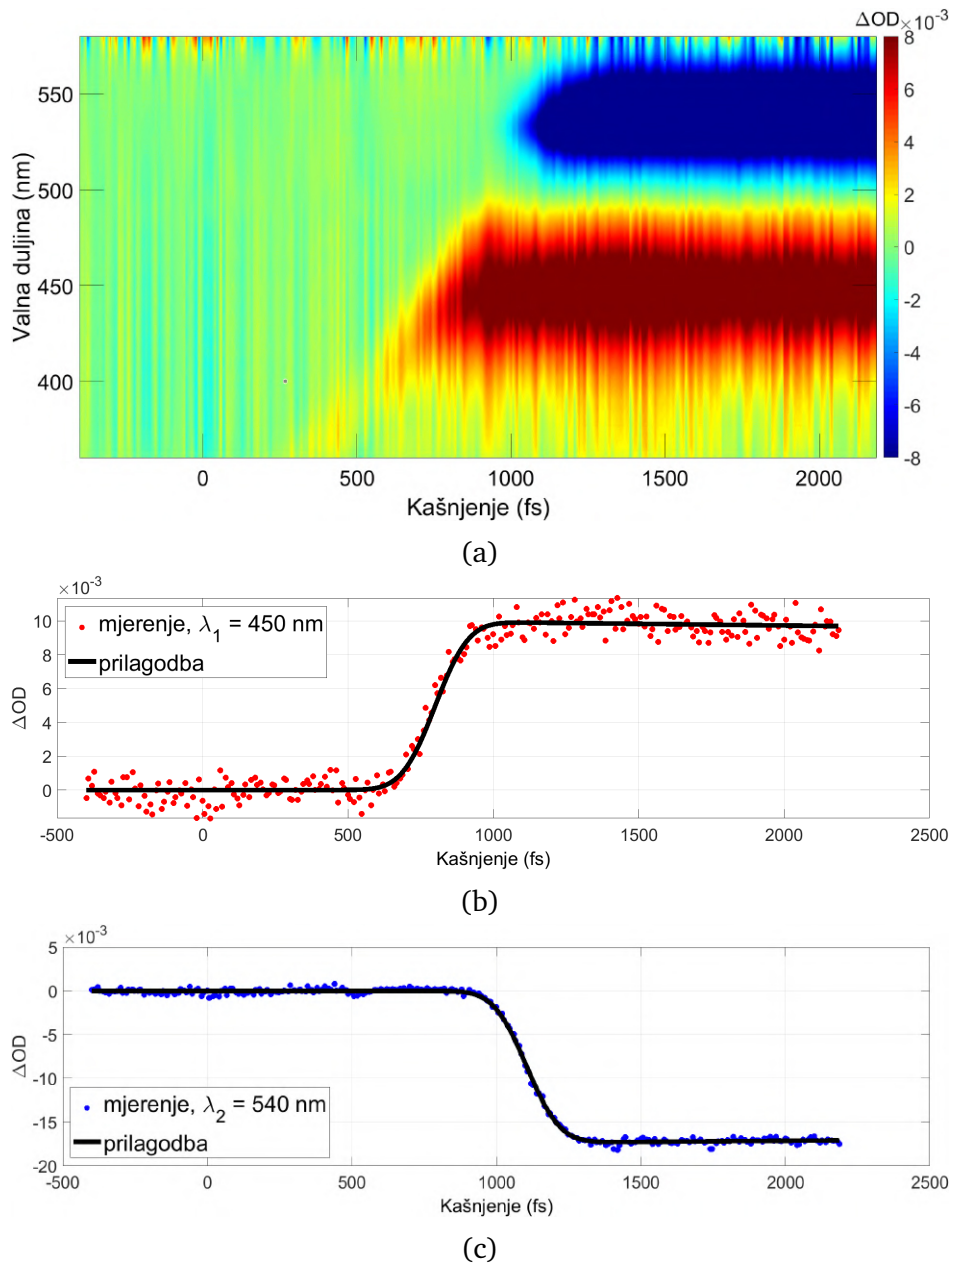 ΔOD ×10⁻³
8
6
4
2
0
-2
-4
-6
-8
Valna duljina (nm)
550
500
450
400
0 500 1000 1500 2000
Kašnjenje (fs)
(a)
×10⁻³
ΔOD
10
8
6
4
2
0
mjerenje, λ₁ = 450 nm
prilagodba
-500 0 500 1000 1500 2000 2500
Kašnjenje (fs)
(b)
×10⁻³
ΔOD
5
0
-5
-10
-15
-20
mjerenje, λ₂ = 540 nm
prilagodba
-500 0 500 1000 1500 2000 2500
Kašnjenje (fs)
(c)